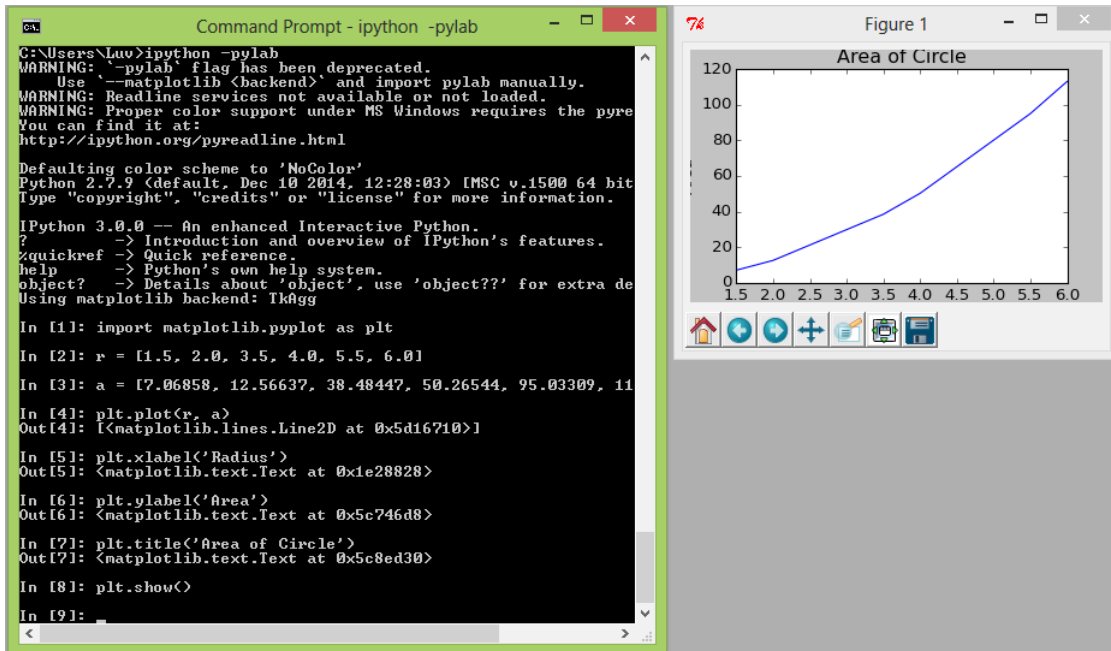 Command Prompt - ipython -pylab
C:\Users\Luv>ipython -pylab
WARNING: `-pylab` flag has been deprecated.
    Use `--matplotlib <backend>` and import pylab manually.
WARNING: Readline services not available or not loaded.
WARNING: Proper color support under MS Windows requires the pyre
You can find it at:
http://ipython.org/pyreadline.html
Defaulting color scheme to 'NoColor'
Python 2.7.9 (default, Dec 10 2014, 12:28:03) [MSC v.1500 64 bit
Type "copyright", "credits" or "license" for more information.
IPython 3.0.0 -- An enhanced Interactive Python.
?         -> Introduction and overview of IPython's features.
%quickref -> Quick reference.
help      -> Python's own help system.
object?   -> Details about 'object', use 'object??' for extra de
Using matplotlib backend: TkAgg
In [1]: import matplotlib.pyplot as plt
In [2]: r = [1.5, 2.0, 3.5, 4.0, 5.5, 6.0]
In [3]: a = [7.06858, 12.56637, 38.48447, 50.26544, 95.03309, 11
In [4]: plt.plot(r, a)
Out[4]: [<matplotlib.lines.Line2D at 0x5d16710>]
In [5]: plt.xlabel('Radius')
Out[5]: <matplotlib.text.Text at 0x1e28828>
In [6]: plt.ylabel('Area')
Out[6]: <matplotlib.text.Text at 0x5c746d8>
In [7]: plt.title('Area of Circle')
Out[7]: <matplotlib.text.Text at 0x5c8ed30>
In [8]: plt.show()
In [9]: _
Figure 1
Area of Circle
120
100
80
60
40
20
0
1.5 2.0 2.5 3.0 3.5 4.0 4.5 5.0 5.5 6.0